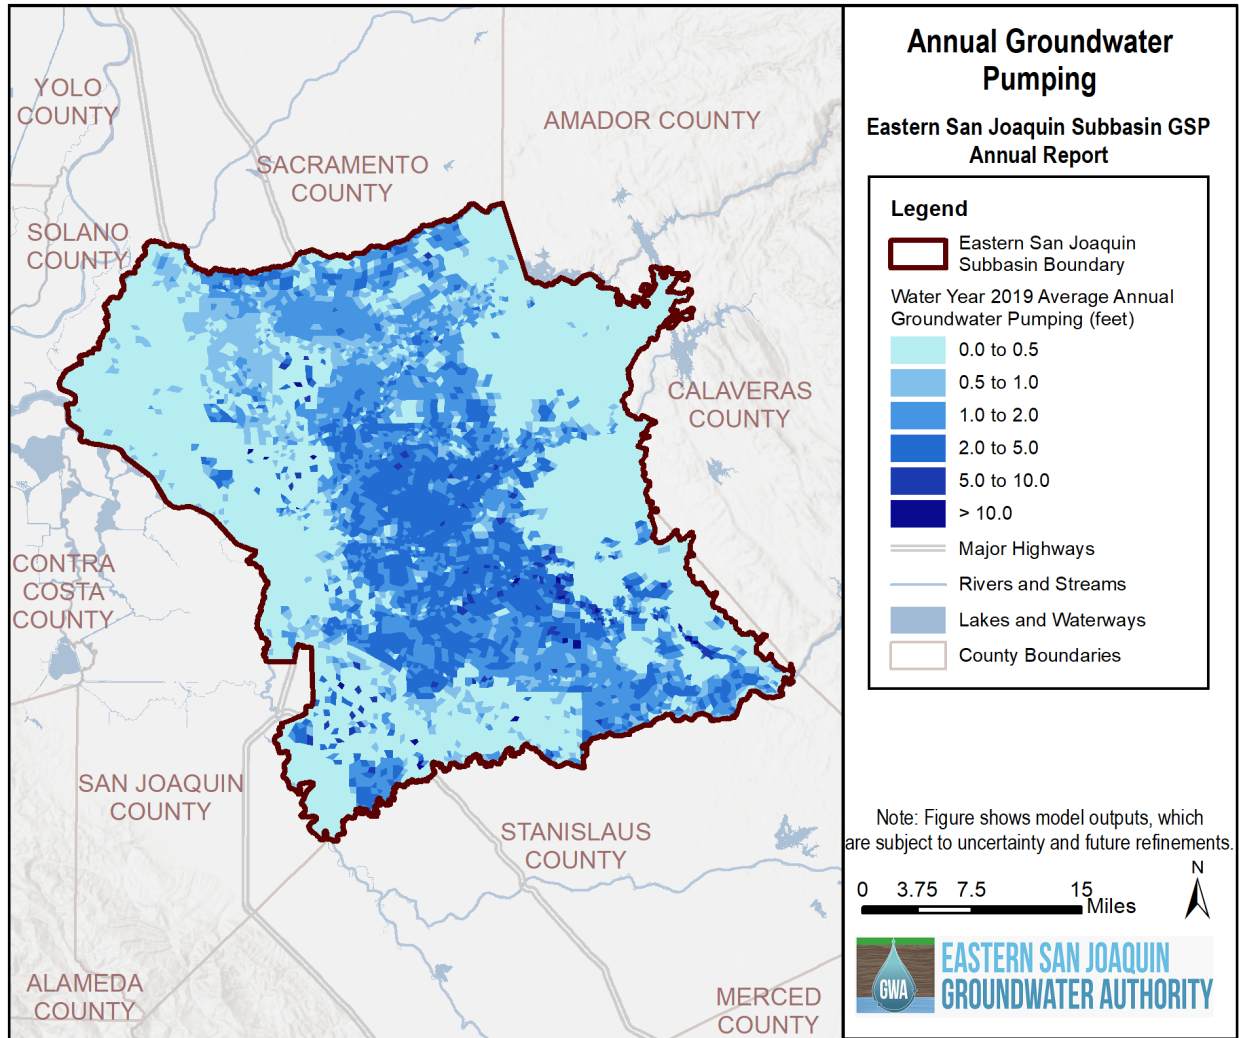 YOLO
COUNTY
AMADOR COUNTY
SACRAMENTO
COUNTY
SOLANO
COUNTY
CALAVERAS
COUNTY
CONTRA
COSTA
COUNTY
SAN JOAQUIN
COUNTY
STANISLAUS
COUNTY
ALAMEDA
COUNTY
MERCED
COUNTY
Annual Groundwater
Pumping
Eastern San Joaquin Subbasin GSP
Annual Report
Legend
Eastern San Joaquin
Subbasin Boundary
Water Year 2019 Average Annual
Groundwater Pumping (feet)
0.0 to 0.5
0.5 to 1.0
1.0 to 2.0
2.0 to 5.0
5.0 to 10.0
> 10.0
Major Highways
Rivers and Streams
Lakes and Waterways
County Boundaries
Note: Figure shows model outputs, which
are subject to uncertainty and future refinements.
N
0 3.75 7.5 15
Miles
GWA
EASTERN SAN JOAQUIN
GROUNDWATER AUTHORITY